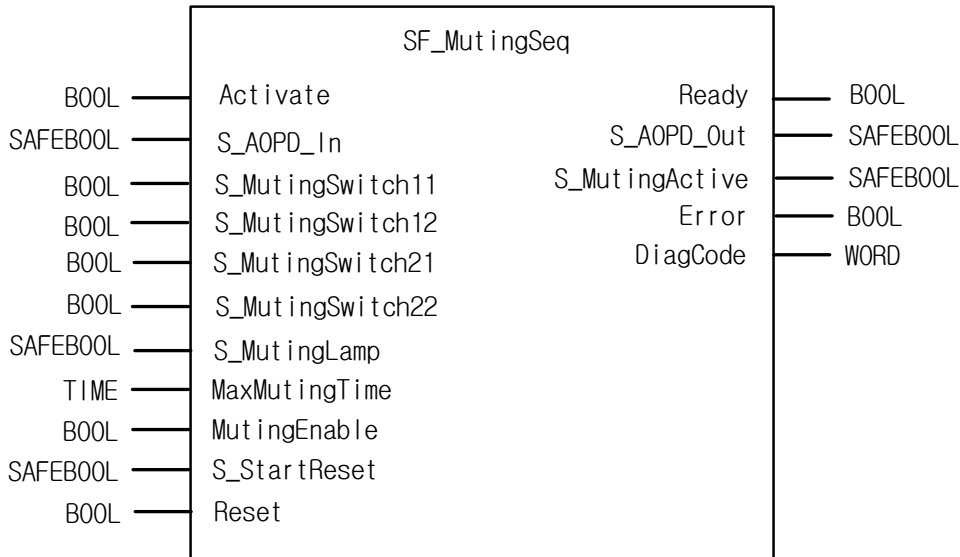 SF_MutingSeq
BOOL Activate Ready BOOL
SAFEBOOL S_AOPD_In S_AOPD_Out SAFEBOOL
BOOL S_MutingSwitch11 S_MutingActive SAFEBOOL
BOOL S_MutingSwitch12 Error BOOL
BOOL S_MutingSwitch21 DiagCode WORD
BOOL S_MutingSwitch22
SAFEBOOL S_MutingLamp
TIME MaxMutingTime
BOOL MutingEnable
SAFEBOOL S_StartReset
BOOL Reset